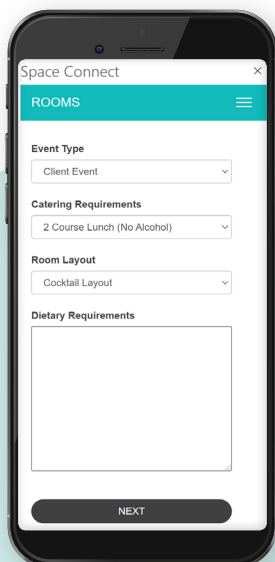 Space Connect
×
ROOMS
Event Type
Client Event
Catering Requirements
2 Course Lunch (No Alcohol)
Room Layout
Cocktail Layout
Dietary Requirements
NEXT